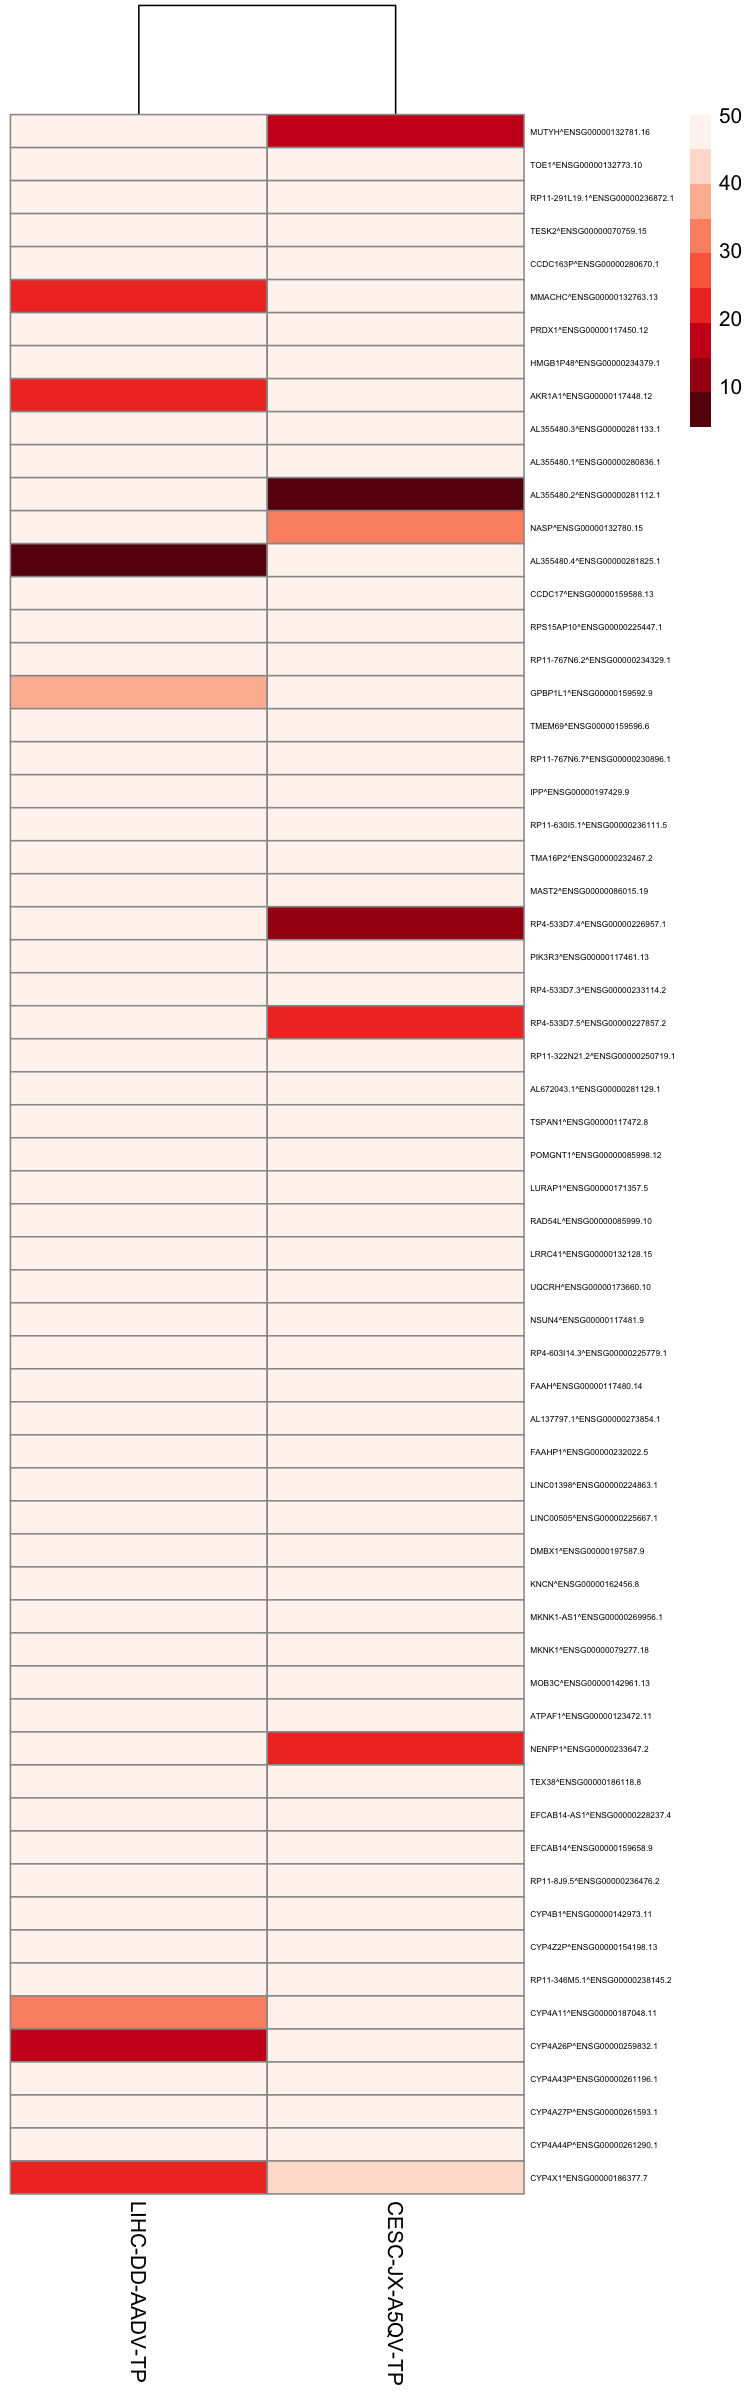 50
MUTYH^ENSG00000132781.16
TOE1^ENSG00000132773.10
40
RP11-291L19.1^ENSG00000236872.1
TESK2^ENSG00000070759.15
30
CCDC163P^ENSG00000280670.1
MMACHC^ENSG00000132763.13
20
PRDX1^ENSG00000117450.12
HMGB1P48^ENSG00000234379.1
10
AKR1A1^ENSG00000117448.12
AL355480.3^ENSG00000281133.1
AL355480.1^ENSG00000280836.1
AL355480.2^ENSG00000281112.1
NASP^ENSG00000132780.15
AL355480.4^ENSG00000281825.1
CCDC17^ENSG00000159588.13
RPS15AP10^ENSG00000225447.1
RP11-767N6.2^ENSG00000234329.1
GPBP1L1^ENSG00000159592.9
TMEM69^ENSG00000159596.6
RP11-767N6.7^ENSG00000230896.1
IPP^ENSG00000197429.9
RP11-630I5.1^ENSG00000236111.5
TMA16P2^ENSG00000232467.2
MAST2^ENSG00000086015.19
RP4-533D7.4^ENSG00000226957.1
PIK3R3^ENSG00000117461.13
RP4-533D7.3^ENSG00000233114.2
RP4-533D7.5^ENSG00000227857.2
RP11-322N21.2^ENSG00000250719.1
AL672043.1^ENSG00000281129.1
TSPAN1^ENSG00000117472.8
POMGNT1^ENSG00000085998.12
LURAP1^ENSG00000171357.5
RAD54L^ENSG00000085999.10
LRRC41^ENSG00000132128.15
UQCRH^ENSG00000173660.10
NSUN4^ENSG00000117481.9
RP4-603I14.3^ENSG00000225779.1
FAAH^ENSG00000117480.14
AL137797.1^ENSG00000273854.1
FAAHP1^ENSG00000232022.5
LINC01398^ENSG00000224863.1
LINC00505^ENSG00000225667.1
DMBX1^ENSG00000197587.9
KNCN^ENSG00000162456.8
MKNK1-AS1^ENSG00000269956.1
MKNK1^ENSG00000079277.18
MOB3C^ENSG00000142961.13
ATPAF1^ENSG00000123472.11
NENFP1^ENSG00000233647.2
TEX38^ENSG00000186118.8
EFCAB14-AS1^ENSG00000228237.4
EFCAB14^ENSG00000159658.9
RP11-8J9.5^ENSG00000236476.2
CYP4B1^ENSG00000142973.11
CYP4Z2P^ENSG00000154198.13
RP11-346M5.1^ENSG00000238145.2
CYP4A11^ENSG00000187048.11
CYP4A26P^ENSG00000259832.1
CYP4A43P^ENSG00000261196.1
CYP4A27P^ENSG00000261593.1
CYP4A44P^ENSG00000261290.1
CYP4X1^ENSG00000186377.7
LIHC-DD-AADV-TP
CESC-JX-A5QV-TP